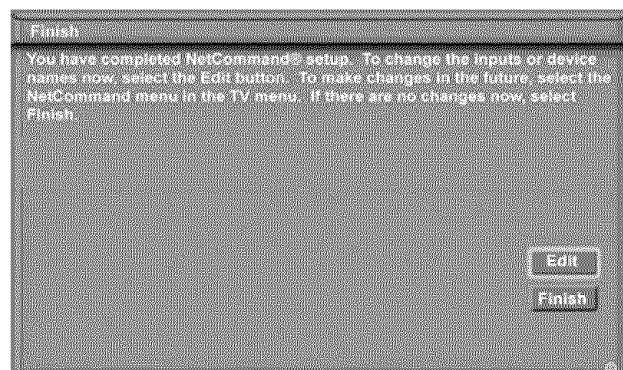 Finish
You have completed NetCommand® setup. To change the inputs or device
names now, select the Edit button. To make changes in the future, select the
NetCommand menu in the TV menu. If there are no changes now, select
Finish.
Edit
Finish